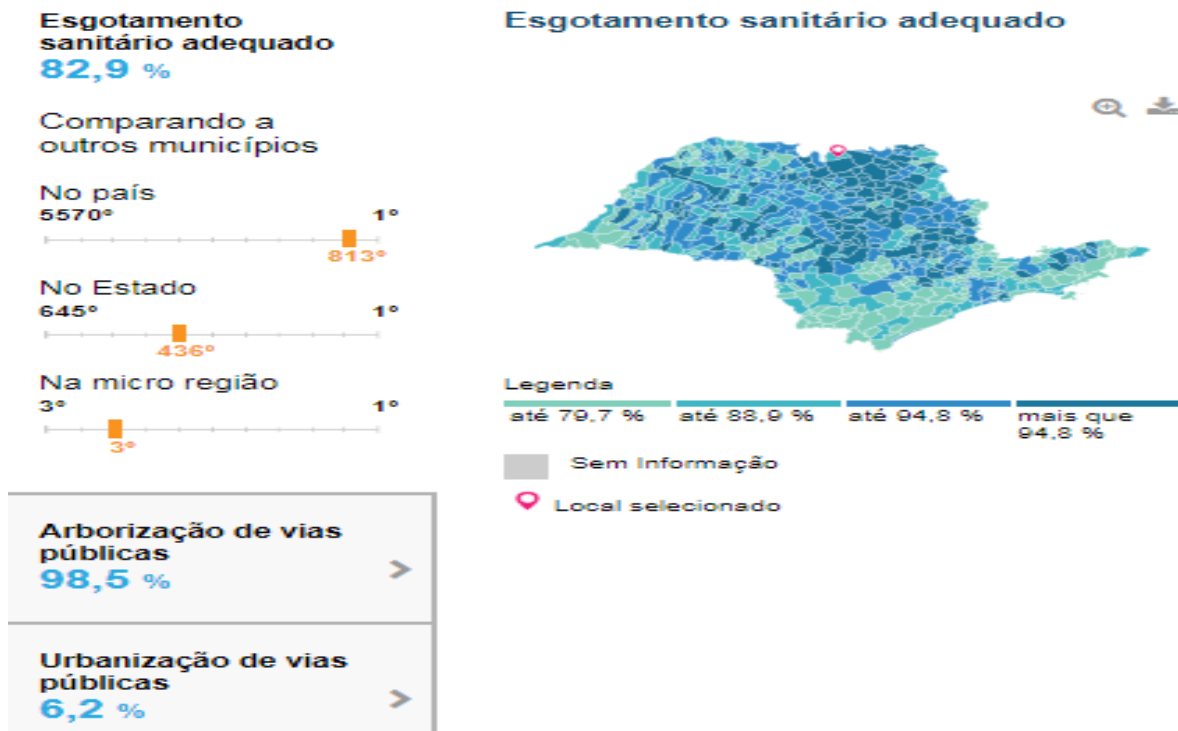 Esgotamento
sanitário adequado
82,9 %
Comparando a
outros municípios
No país
5570º 1º
813º
No Estado
645º 1º
436º
Na micro região
3º 1º
3º
Arborização de vias
públicas
98,5 %
Urbanização de vias
públicas
6,2 %
Esgotamento sanitário adequado
Legenda
até 79,7 % até 88,9 % até 94,8 % mais que
94,8 %
Sem Informação
Local selecionado